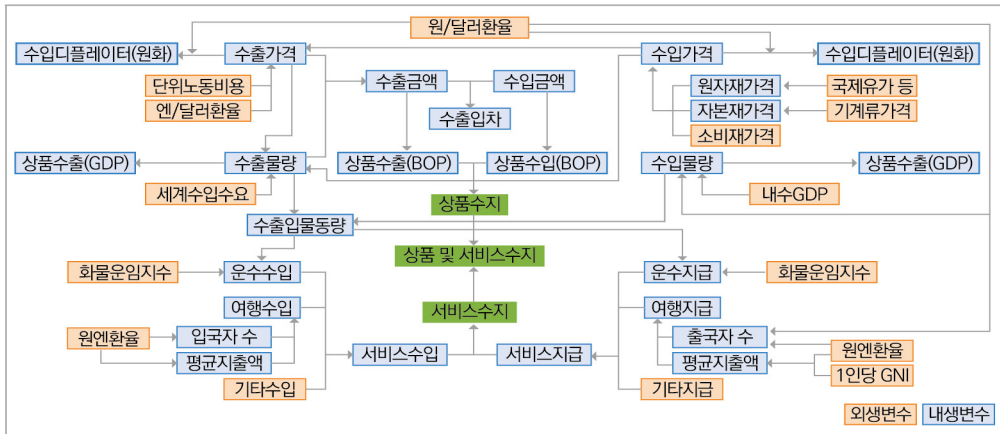 원/달러환율
수입디플레이터(원화)
수출가격
수입가격
수입디플레이터(원화)
단위노동비용
수출금액
수입금액
원자재가격
국제유가 등
엔/달러환율
수출입차
자본재가격
기계류가격
소비재가격
상품수출(GDP)
수출물량
상품수출(BOP)
상품수입(BOP)
수입물량
상품수출(GDP)
세계수입수요
상품수지
내수GDP
수출입물동량
상품 및 서비스수지
화물운임지수
운수수입
운수지급
화물운임지수
여행수입
서비스수지
여행지급
원엔환율
입국자 수
출국자 수
평균지출액
서비스수입
서비스지급
평균지출액
원엔환율
1인당 GNI
기타수입
기타지급
외생변수
내생변수